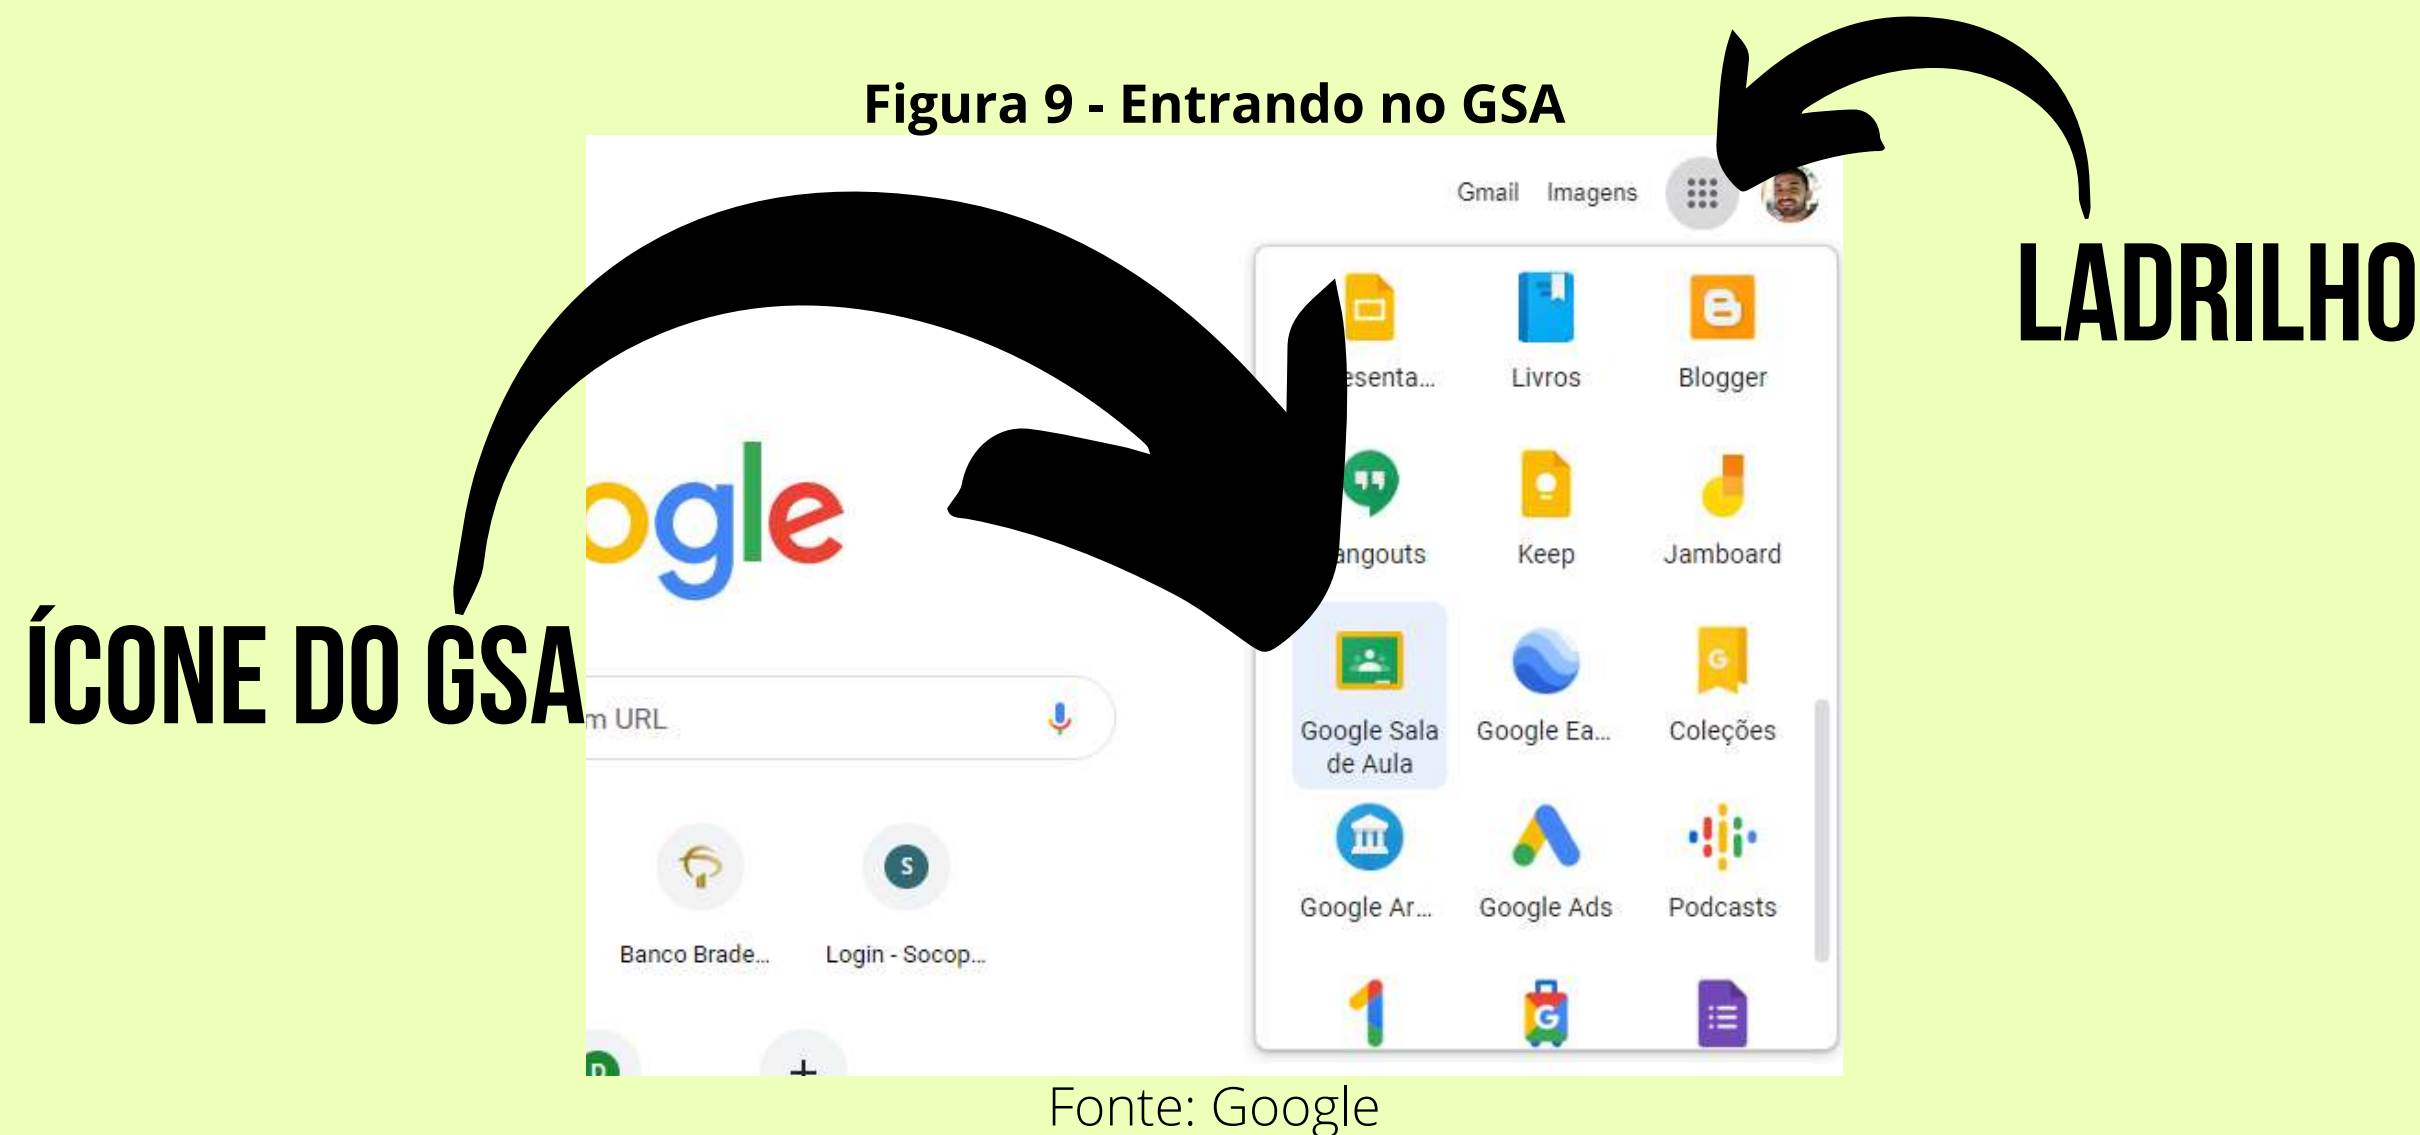 Figura 9 - Entrando no GSA
Gmail Imagens
LADRILHO
esenta...
Livros
Blogger
angouts
Keep
Jamboard
ogle
ÍCONE DO GSA
m URL
Google Sala
de Aula
Google Ea...
Coleções
G
S
Google Ar...
Google Ads
Podcasts
Banco Brade...
Login - Socop...
G
D
+
Fonte: Google